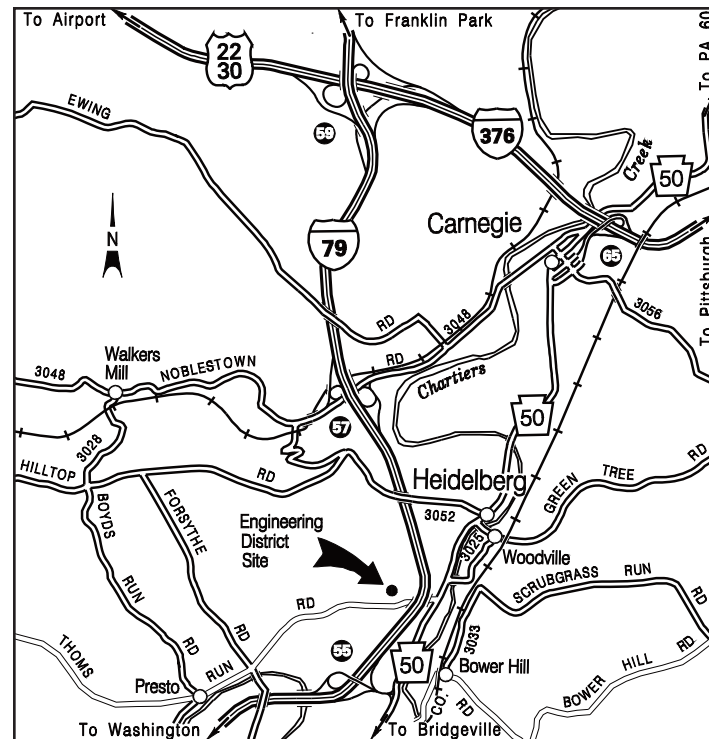 To Airport
To Franklin Park
To PA 60
22
30
EWING
59
376
Creek
50
Carnegie
79
N
65
To Pittsburgh
3056
RD
3048
Walkers
Mill
3048
NOBLESTOWN
RD
Chartiers
50
57
3028
HILLTOP
RD
Heidelberg
GREEN TREE RD
BOYDS RUN RD
FORSYTHE RD
3052
Engineering
District
Site
3025
Woodville
SCRUBGRASS RUN RD
THOMS RUN RD
3033
55
50
Bower Hill
Presto
CO. RD
BOWER HILL RD
To Washington
To Bridgeville